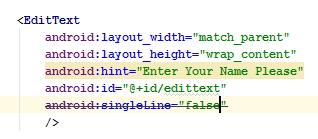 <EditText
android:layout_width="match_parent"
android:layout_height="wrap_content"
android:hint="Enter Your Name Please"
android:id="@+id/edittext"
android:singleLine="false"
/>